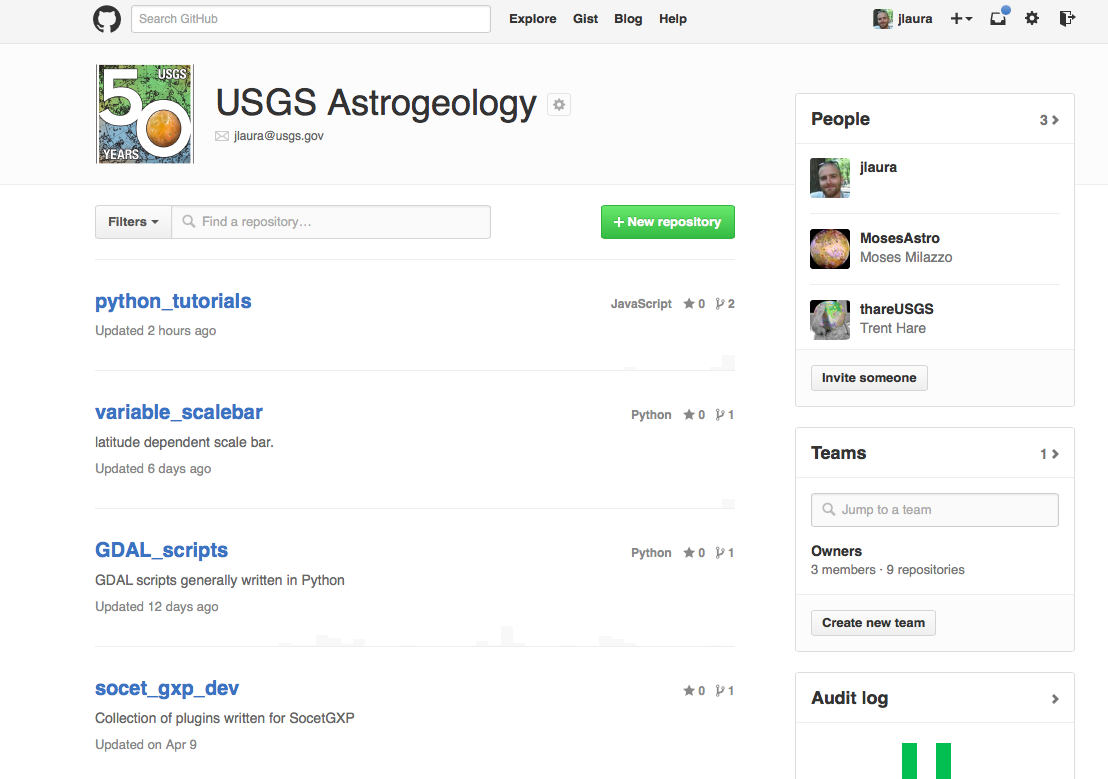 Search GitHub
Explore Gist Blog Help
jlaura
50
USGS
YEARS
USGS Astrogeology
jlaura@usgs.gov
Filters
Find a repository…
+ New repository
python_tutorials
JavaScript 0 2
Updated 2 hours ago
variable_scalebar
Python 0 1
latitude dependent scale bar.
Updated 6 days ago
GDAL_scripts
Python 0 1
GDAL scripts generally written in Python
Updated 12 days ago
socet_gxp_dev
0 1
Collection of plugins written for SocetGXP
Updated on Apr 9
People 3
jlaura
MosesAstro
Moses Milazzo
thareUSGS
Trent Hare
Invite someone
Teams 1
Jump to a team
Owners
3 members · 9 repositories
Create new team
Audit log